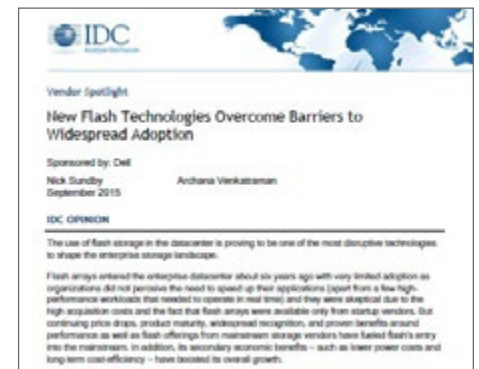 IDC
Analyze the Future
Vendor Spotlight
New Flash Technologies Overcome Barriers to
Widespread Adoption
Sponsored by: Dell
Nick Sundby Archana Venkatraman
September 2015
IDC OPINION
The use of flash storage in the datacenter is proving to be one of the most disruptive technologies
to shape the enterprise storage landscape.
Flash arrays entered the enterprise datacenter about six years ago with very limited adoption as
organizations did not perceive the need to speed up their applications (apart from a few high-
performance workloads that needed to operate in real time) and they were skeptical due to the
high acquisition costs and the fact that flash arrays were available only from startup vendors. But
continuing price drops, product maturity, widespread recognition, and proven benefits around
performance as well as flash offerings from mainstream storage vendors have fueled flash's entry
into the mainstream. In addition, its secondary economic benefits – such as lower power costs and
long-term cost-efficiency – have boosted its overall growth.